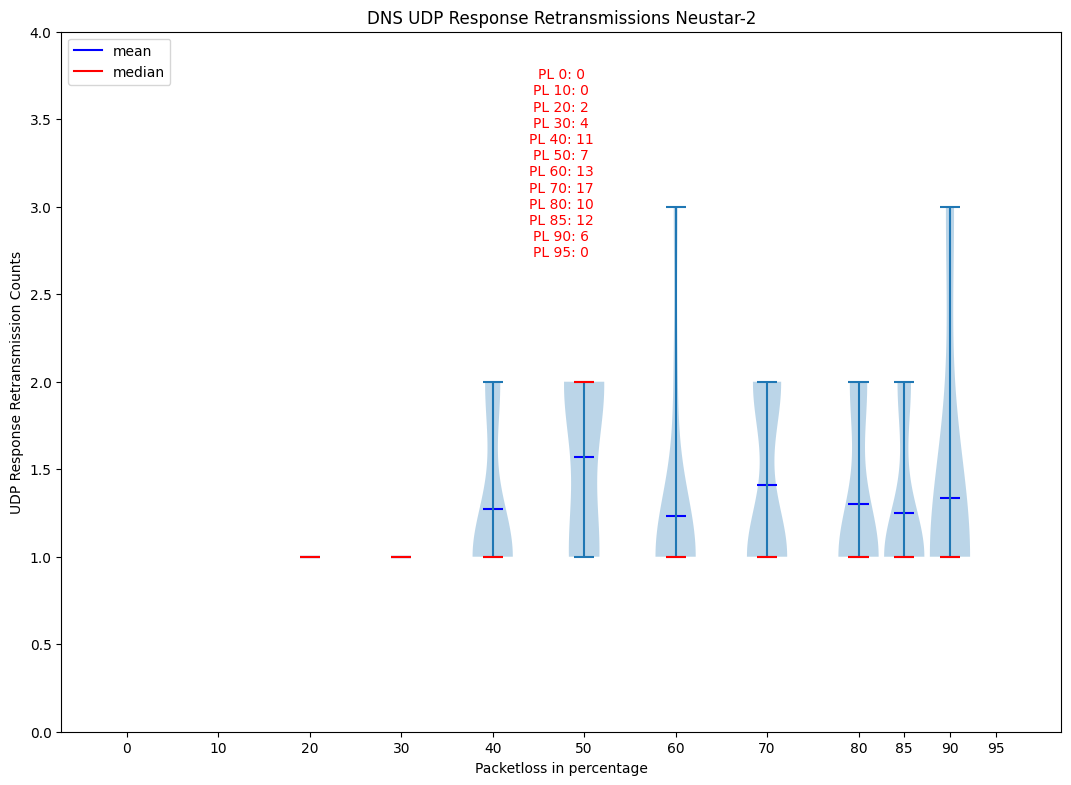 DNS UDP Response Retransmissions Neustar-2
mean
median
PL 0: 0
PL 10: 0
PL 20: 2
PL 30: 4
PL 40: 11
PL 50: 7
PL 60: 13
PL 70: 17
PL 80: 10
PL 85: 12
PL 90: 6
PL 95: 0
UDP Response Retransmission Counts
4.0
3.5
3.0
2.5
2.0
1.5
1.0
0.5
0.0
0 10 20 30 40 50 60 70 80 85 90 95
Packetloss in percentage